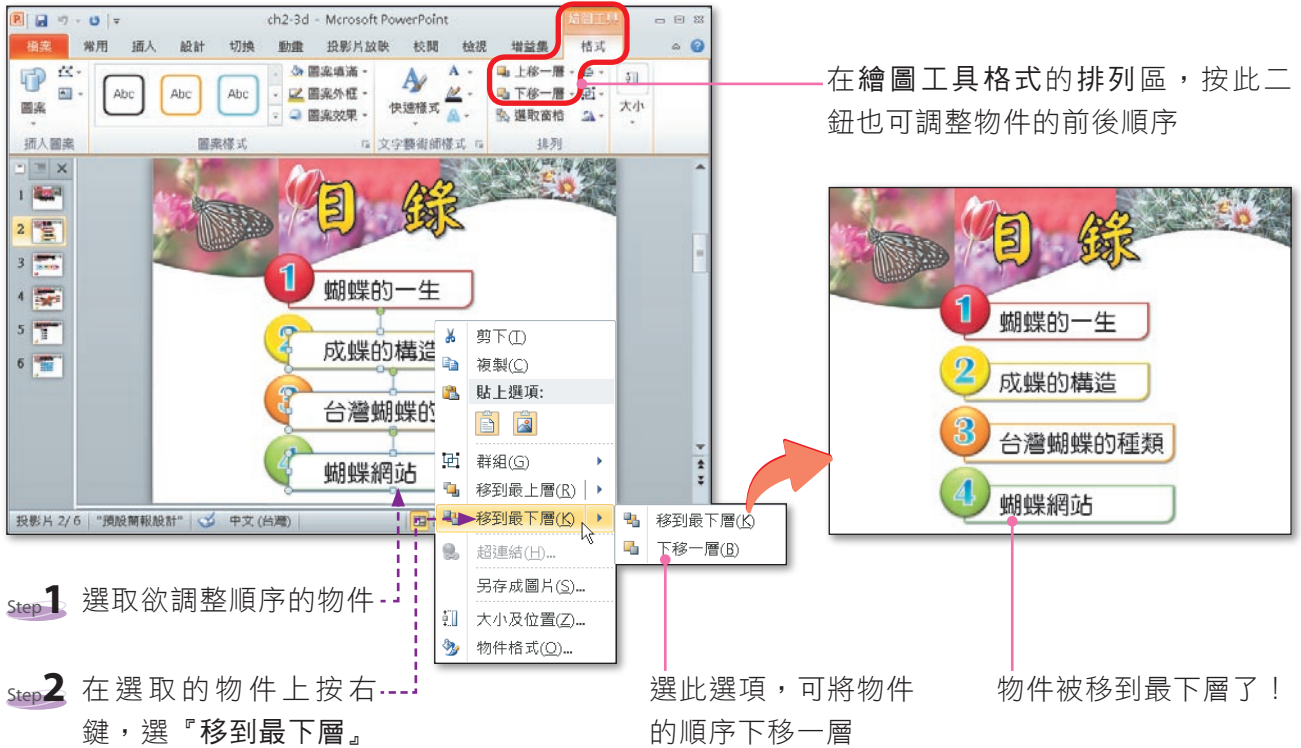 ch2-3d - Mcrosoft PowerPoint
繪圖工具
檔案 常用 插入 設計 切換 動畫 投影片放映 校閱 檢視 增益集 格式
圖案
Abc Abc Abc
圖案填滿
圖案外框
圖案效果
快速樣式
上移一層
下移一層
選取窗格
大小
插入圖案 圖案樣式 文字藝術師樣式 排列
在繪圖工具格式的排列區，按此二
鈕也可調整物件的前後順序
1
2
3
4
5
6
目錄
1 蝴蝶的一生
2 成蝶的構造
3 台灣蝴蝶的
4 蝴蝶網站
剪下(T)
複製(C)
貼上選項:
群組(G)
移到最上層(R)
移到最下層(K)
超連結(H)...
另存成圖片(S)...
大小及位置(Z)...
物件格式(O)...
移到最下層(K)
下移一層(B)
投影片 2/6 "預設簡報設計" 中文 (台灣)
目錄
1 蝴蝶的一生
2 成蝶的構造
3 台灣蝴蝶的種類
4 蝴蝶網站
Step 1 選取欲調整順序的物件
Step 2 在選取的物件上按右
鍵，選『移到最下層』
選此選項，可將物件
的順序下移一層
物件被移到最下層了！